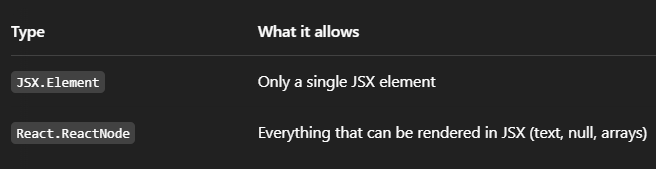 Type What it allows
JSX.Element Only a single JSX element
React.ReactNode Everything that can be rendered in JSX (text, null, arrays)